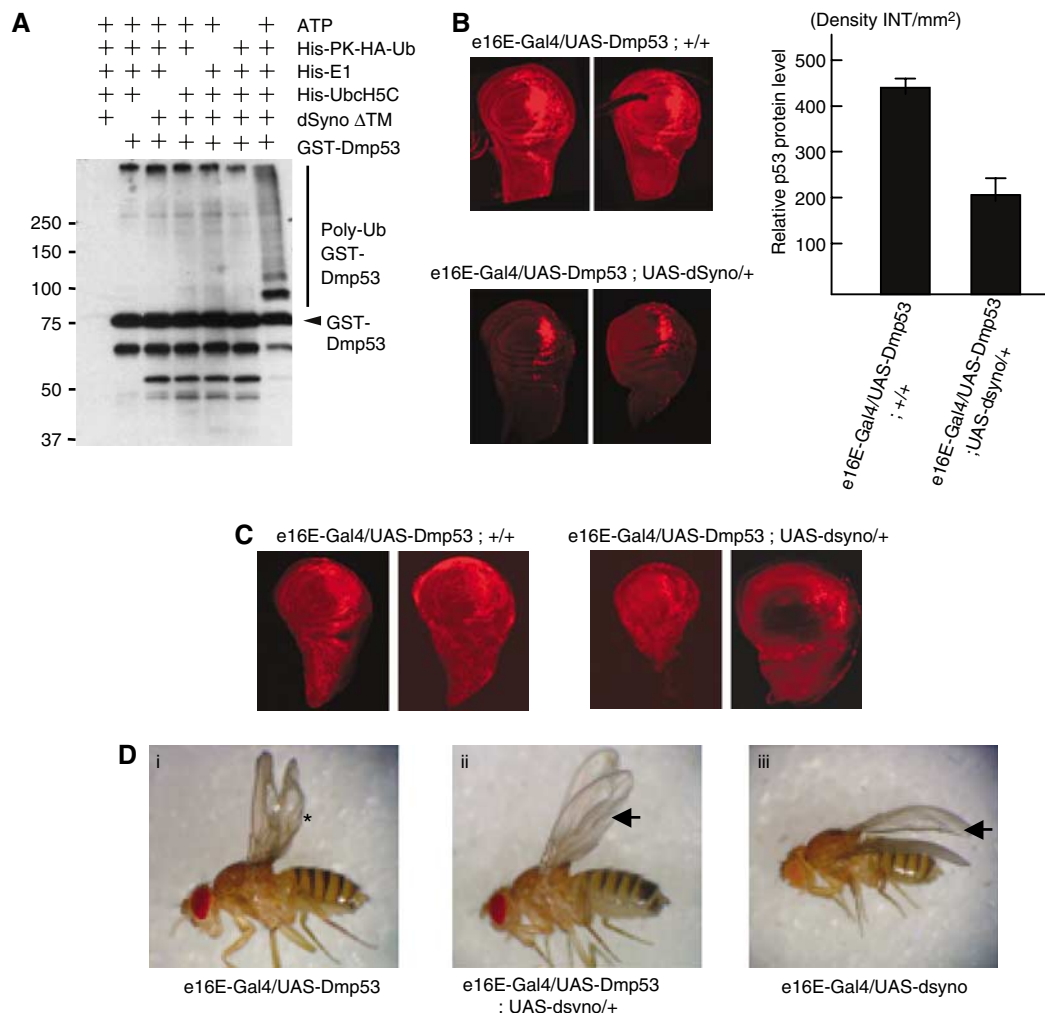 A
+ + + + + + ATP
+ + + + + + His-PK-HA-Ub
+ + + + + + His-E1
+ + + + + + His-UbcH5C
+ + + + + + dSyno ΔTM
+ + + + + + + GST-Dmp53
250
150
100
75
50
37
Poly-Ub
GST-
Dmp53
GST-
Dmp53
B
e16E-Gal4/UAS-Dmp53 ; +/+
e16E-Gal4/UAS-Dmp53 ; UAS-dSyno/+
(Density INT/mm²)
Relative p53 protein level
500
400
300
200
100
e16E-Gal4/UAS-Dmp53
; +/+
e16E-Gal4/UAS-Dmp53
;UAS-dsyno/+
C
e16E-Gal4/UAS-Dmp53 ; +/+
e16E-Gal4/UAS-Dmp53 ; UAS-dsyno/+
D
i
*
ii
iii
e16E-Gal4/UAS-Dmp53
e16E-Gal4/UAS-Dmp53
: UAS-dsyno/+
e16E-Gal4/UAS-dsyno